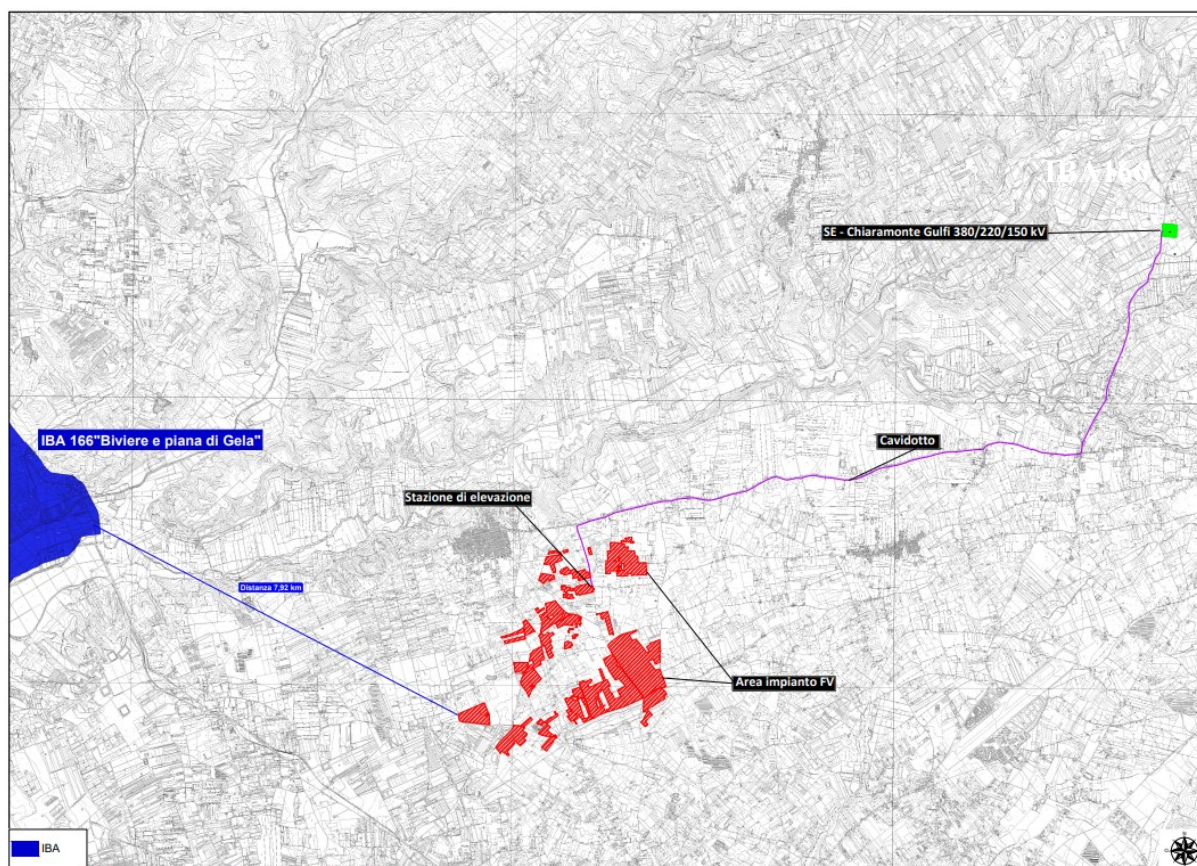 IBA166
SE - Chiaramonte Gulfi 380/220/150 kV
IBA 166"Biviere e piana di Gela"
Cavidotto
Stazione di elevazione
Distanza 7,92 km
Area impianto FV
IBA